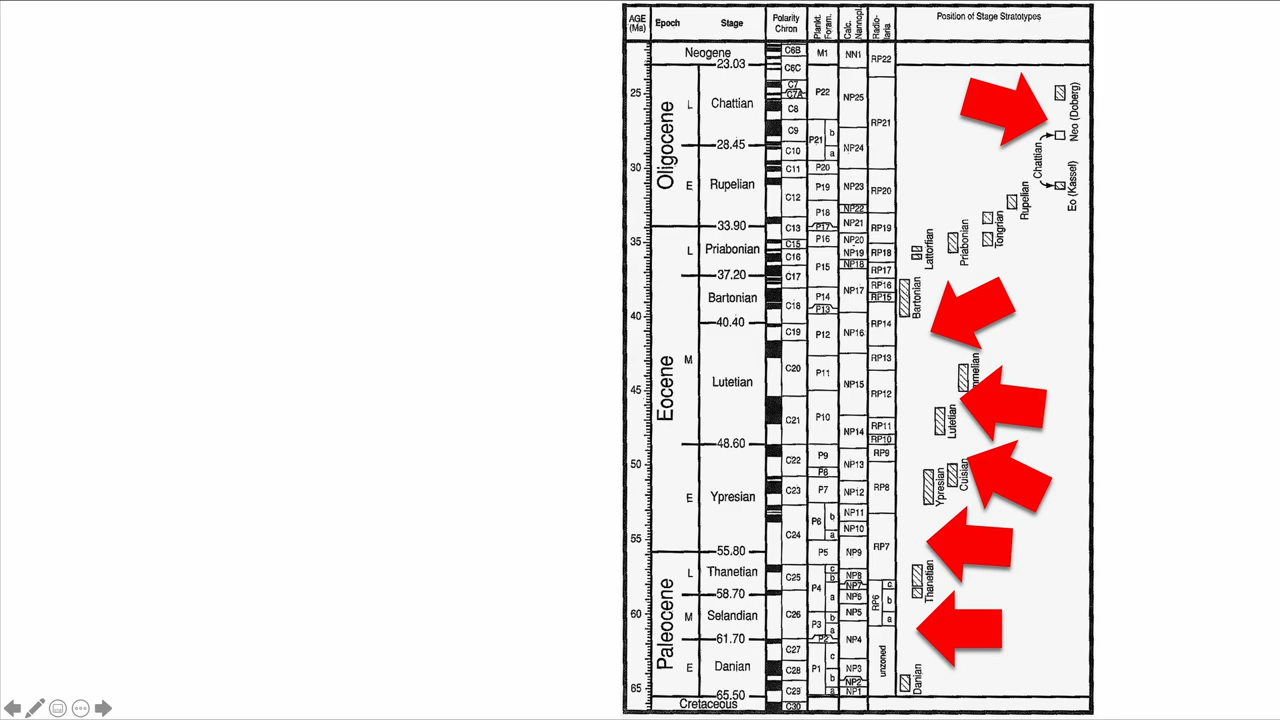 AGE
(Ma)
Epoch
Stage
Polarity
Chron
Plankt.
Foram.
Calc.
Nannopl.
Radio-
laria
Position of Stage Stratotypes
Neogene
23.03
Oligocene
L
Chattian
28.45
E
Rupelian
33.90
Eocene
L
Priabonian
37.20
Bartonian
40.40
M
Lutetian
48.60
E
Ypresian
55.80
Paleocene
L
Thanetian
58.70
M
Selandian
61.70
E
Danian
65.50
Cretaceous
25
30
35
40
45
50
55
60
65
C6B
C6C
C7
C7A
C8
C9
C10
C11
C12
C13
C15
C16
C17
C18
C19
C20
C21
C22
C23
C24
C25
C26
C27
C28
C29
C30
M1
P22
P21
b
a
P20
P19
P18
P17
P16
P15
P14
P13
P12
P11
P10
P9
P8
P7
P6
b
a
P5
P4
c
b
a
P3
b
a
P2
P1
c
b
a
NN1
NP25
NP24
NP23
NP22
NP21
NP20
NP19
NP18
NP17
NP16
NP15
NP14
NP13
NP12
NP11
NP10
NP9
NP8
NP7
NP6
NP5
NP4
NP3
NP2
NP1
RP22
RP21
RP20
RP19
RP18
RP17
RP16
RP15
RP14
RP13
RP12
RP11
RP10
RP9
RP8
RP7
RP6
c
b
a
unzoned
Neo (Doberg)
Chattian
Eo (Kassel)
Rupelian
Tongrian
Priabonian
Lattorfian
Bartonian
Lutetian
Cuisian
Ypresian
Thanetian
Danian